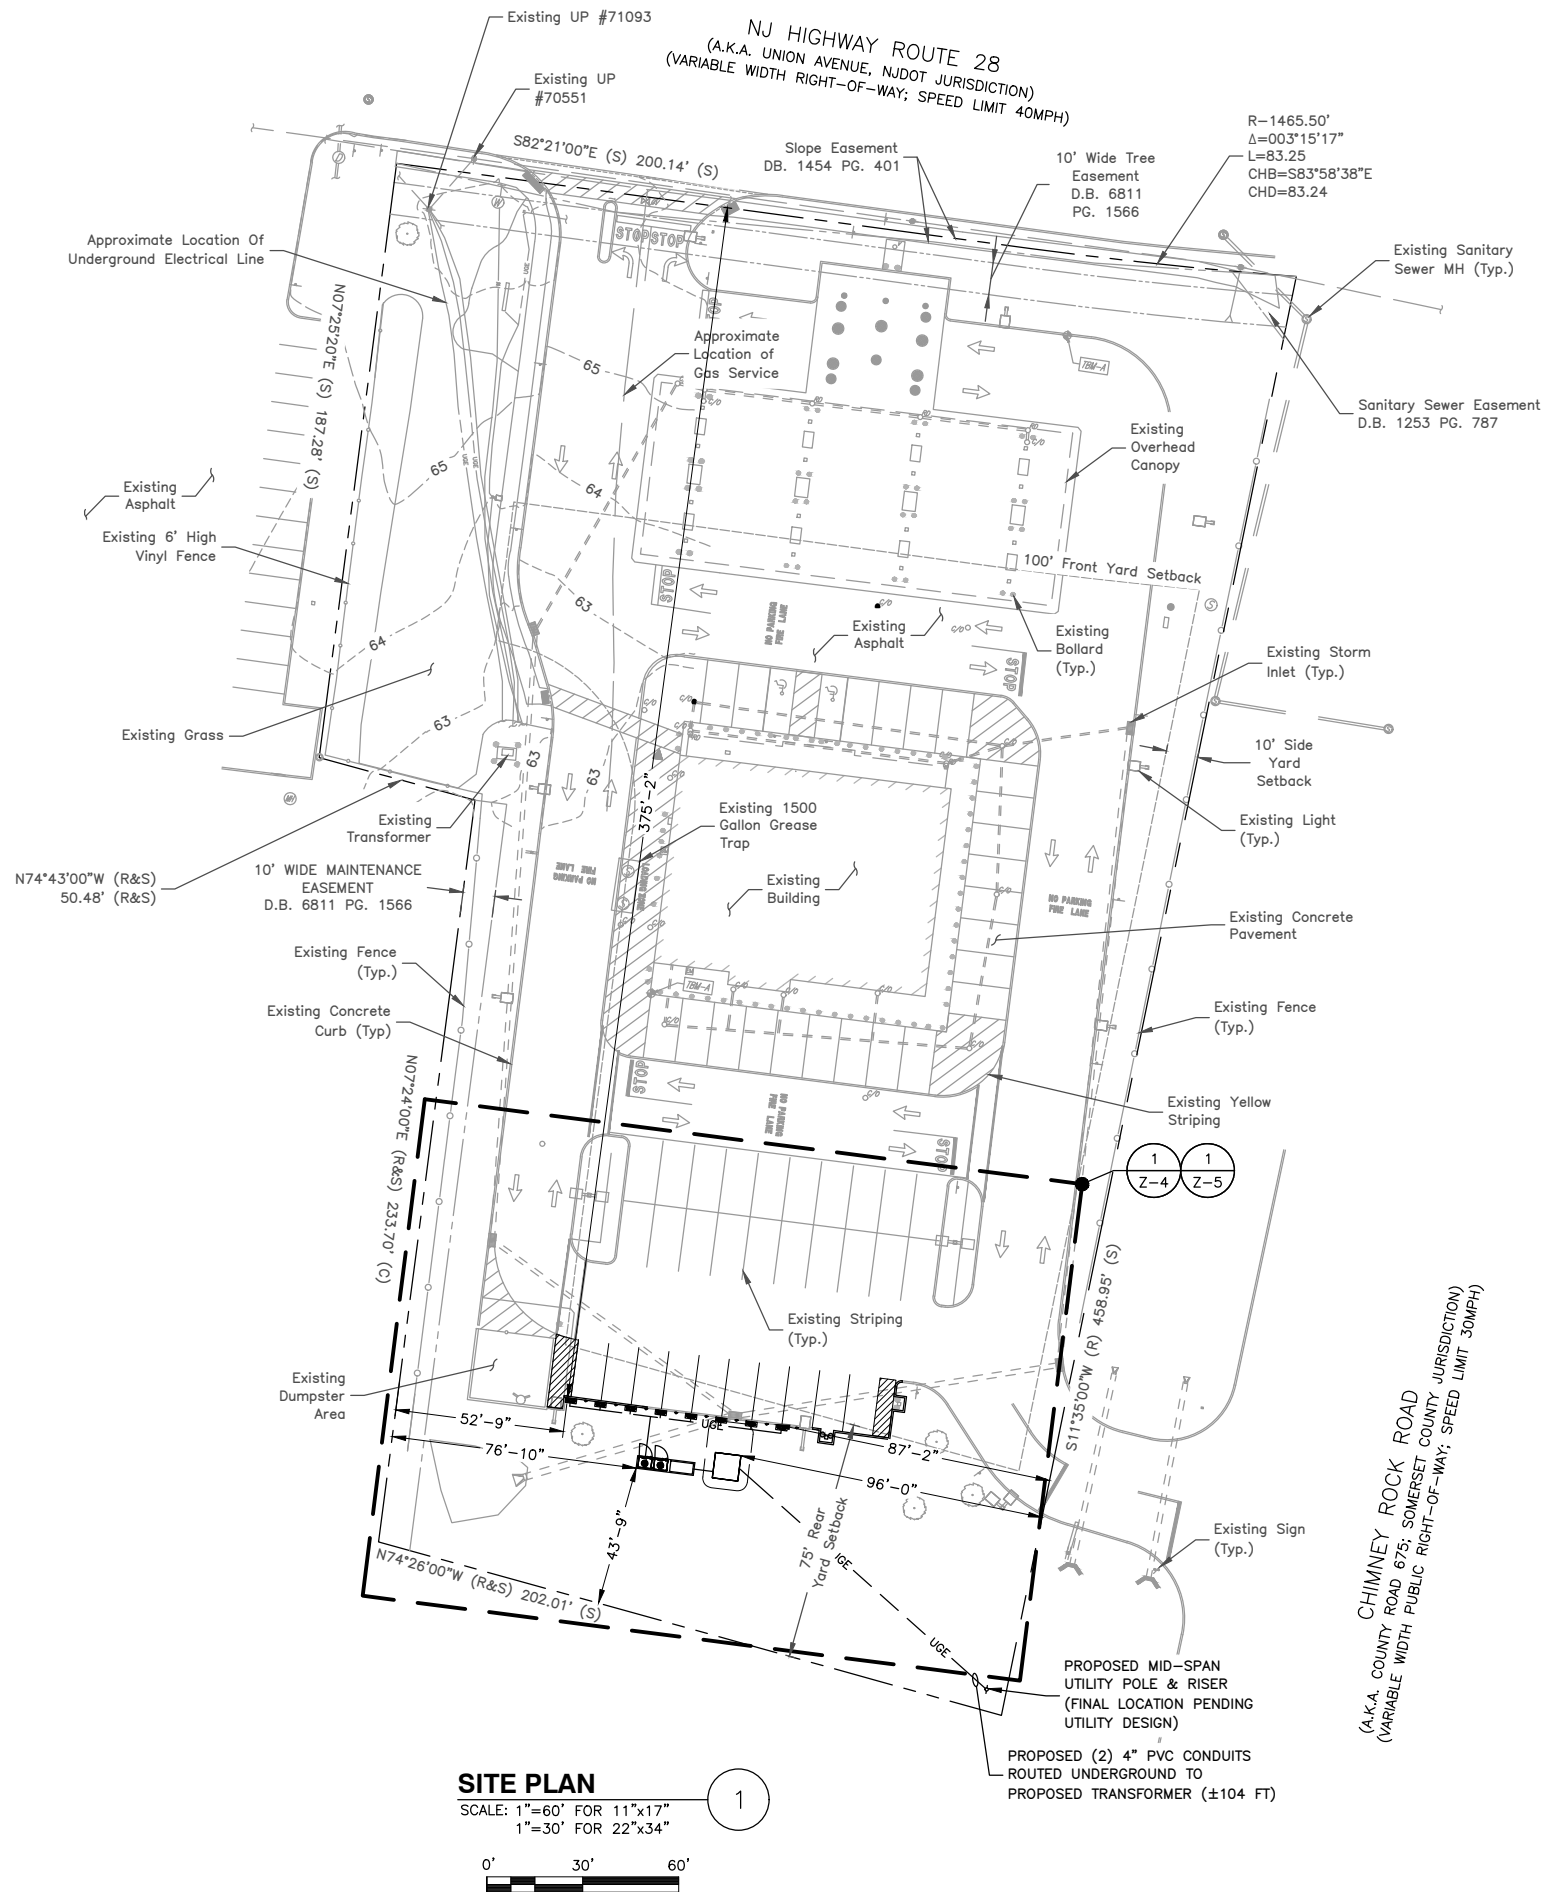 Existing UP #71093
NJ HIGHWAY ROUTE 28
(A.K.A. UNION AVENUE, NJDOT JURISDICTION)
(VARIABLE WIDTH RIGHT-OF-WAY; SPEED LIMIT 40MPH)
Existing UP
#70551
S82°21'00"E (S) 200.14' (S)
Slope Easement
DB. 1454 PG. 401
10' Wide Tree
Easement
D.B. 6811
PG. 1566
R-1465.50'
Δ=003°15'17"
L=83.25
CHB=S83°58'38"E
CHD=83.24
Approximate Location Of
Underground Electrical Line
STOP
STOP
Existing Sanitary
Sewer MH (Typ.)
N07°25'20"E (S) 187.28' (S)
Approximate
Location of
Gas Service
65
TBM-A
Sanitary Sewer Easement
D.B. 1253 PG. 787
Existing
Overhead
Canopy
65
64
Existing
Asphalt
Existing 6' High
Vinyl Fence
UGE
UGE
UGE
100' Front Yard Setback
STOP
63
NO PARKING
FIRE LANE
Existing
Asphalt
Existing
Bollard
(Typ.)
64
STOP
Existing Storm
Inlet (Typ.)
63
Existing Grass
63
63
375'-2"
10' Side
Yard
Setback
Existing
Transformer
Existing 1500
Gallon Grease
Trap
Existing Light
(Typ.)
N74°43'00"W (R&S)
50.48' (R&S)
10' WIDE MAINTENANCE
EASEMENT
D.B. 6811 PG. 1566
NO PARKING
FIRE LANE
LOADING ZONE
Existing
Building
NO PARKING
FIRE LANE
Existing Concrete
Pavement
Existing Fence
(Typ.)
TBM-A
Existing Concrete
Curb (Typ)
Existing Fence
(Typ.)
N07°24'00"E (R&S) 233.70' (C)
STOP
NO PARKING
FIRE LANE
Existing Yellow
Striping
STOP
1
Z-4
1
Z-5
S11°35'00"W (R) 458.95' (S)
Existing Striping
(Typ.)
Existing
Dumpster
Area
52'-9"
UGE
87'-2"
76'-10"
96'-0"
43'-9"
75' Rear
Yard Setback
UGE
Existing Sign
(Typ.)
N74°26'00"W (R&S) 202.01' (S)
UGE
CHIMNEY ROCK ROAD
(A.K.A. COUNTY ROAD 675; SOMERSET COUNTY JURISDICTION)
(VARIABLE WIDTH PUBLIC RIGHT-OF-WAY; SPEED LIMIT 30MPH)
PROPOSED MID-SPAN
UTILITY POLE & RISER
(FINAL LOCATION PENDING
UTILITY DESIGN)
PROPOSED (2) 4" PVC CONDUITS
ROUTED UNDERGROUND TO
PROPOSED TRANSFORMER (±104 FT)
SITE PLAN
1
SCALE: 1"=60' FOR 11"x17"
1"=30' FOR 22"x34"
0' 30' 60'